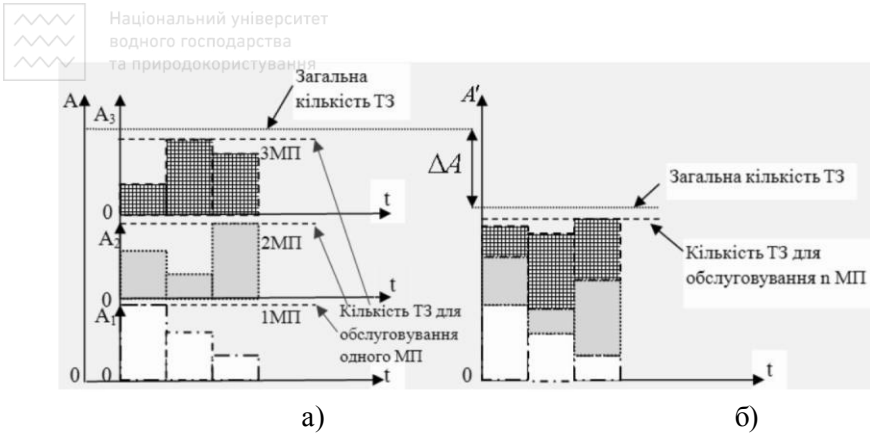 Національний університет
водного господарства
та природокористування
Загальна
кількість ТЗ
A
A₃
3МП
t
0
A₂
2МП
t
0
A₁
1МП
Кількість ТЗ для
обслуговування
одного МП
0
0
t
а)
A'
ΔA
Загальна кількість ТЗ
Кількість ТЗ для
обслуговування n МП
0
t
б)